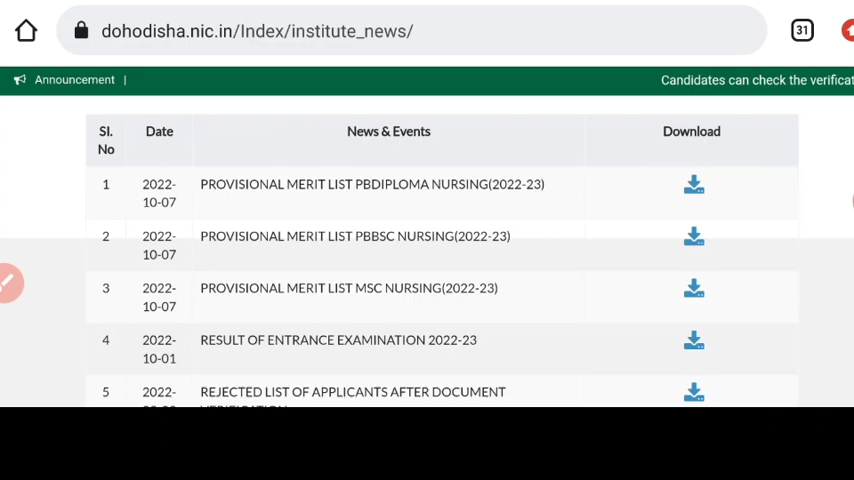 dohodisha.nic.in/Index/institute_news/
31
Announcement |
Candidates can check the verificat
Sl. No
Date
News & Events
Download
1
2022-10-07
PROVISIONAL MERIT LIST PBDIPLOMA NURSING(2022-23)
2
2022-10-07
PROVISIONAL MERIT LIST PBBSC NURSING(2022-23)
3
2022-10-07
PROVISIONAL MERIT LIST MSC NURSING(2022-23)
4
2022-10-01
RESULT OF ENTRANCE EXAMINATION 2022-23
5
2022-
REJECTED LIST OF APPLICANTS AFTER DOCUMENT